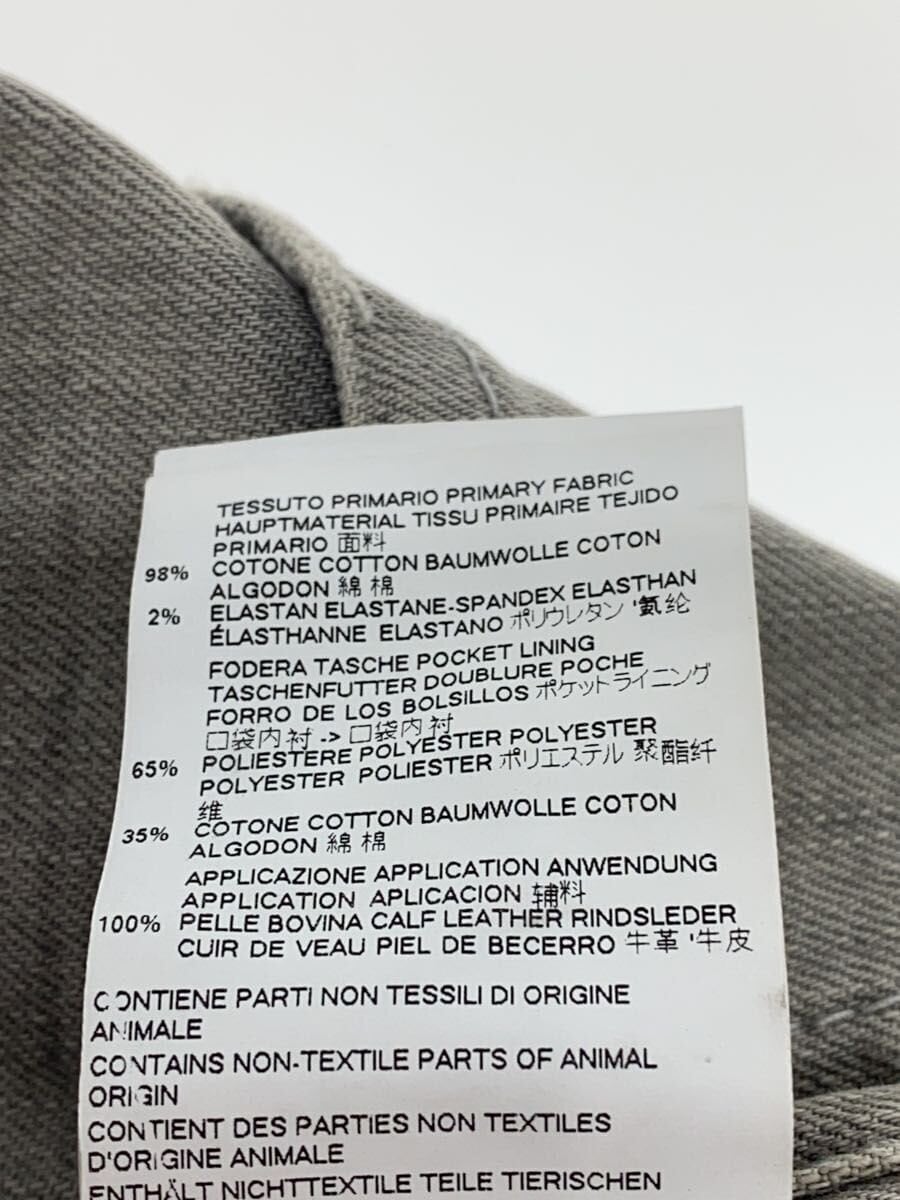 TESSUTO PRIMARIO PRIMARY FABRIC
HAUPTMATERIAL TISSU PRIMAIRE TEJIDO
PRIMARIO 面料
98% COTONE COTTON BAUMWOLLE COTON
ALGODON 綿 棉
2% ELASTAN ELASTANE-SPANDEX ELASTHAN
ÉLASTHANNE ELASTANO ポリウレタン '氨纶
FODERA TASCHE POCKET LINING
TASCHENFUTTER DOUBLURE POCHE
FORRO DE LOS BOLSILLOS ポケットライニング
口袋内衬 -> 口袋内衬
65% POLIESTERE POLYESTER POLYESTER
POLYESTER POLIESTER ポリエステル 聚酯纤
维
35% COTONE COTTON BAUMWOLLE COTON
ALGODON 綿 棉
APPLICAZIONE APPLICATION ANWENDUNG
APPLICATION APLICACION 辅料
100% PELLE BOVINA CALF LEATHER RINDSLEDER
CUIR DE VEAU PIEL DE BECERRO 牛革 '牛皮
CONTIENE PARTI NON TESSILI DI ORIGINE
ANIMALE
CONTAINS NON-TEXTILE PARTS OF ANIMAL
ORIGIN
CONTIENT DES PARTIES NON TEXTILES
D'ORIGINE ANIMALE
ENTHÄLT NICHTTEXTILE TEILE TIERISCHEN